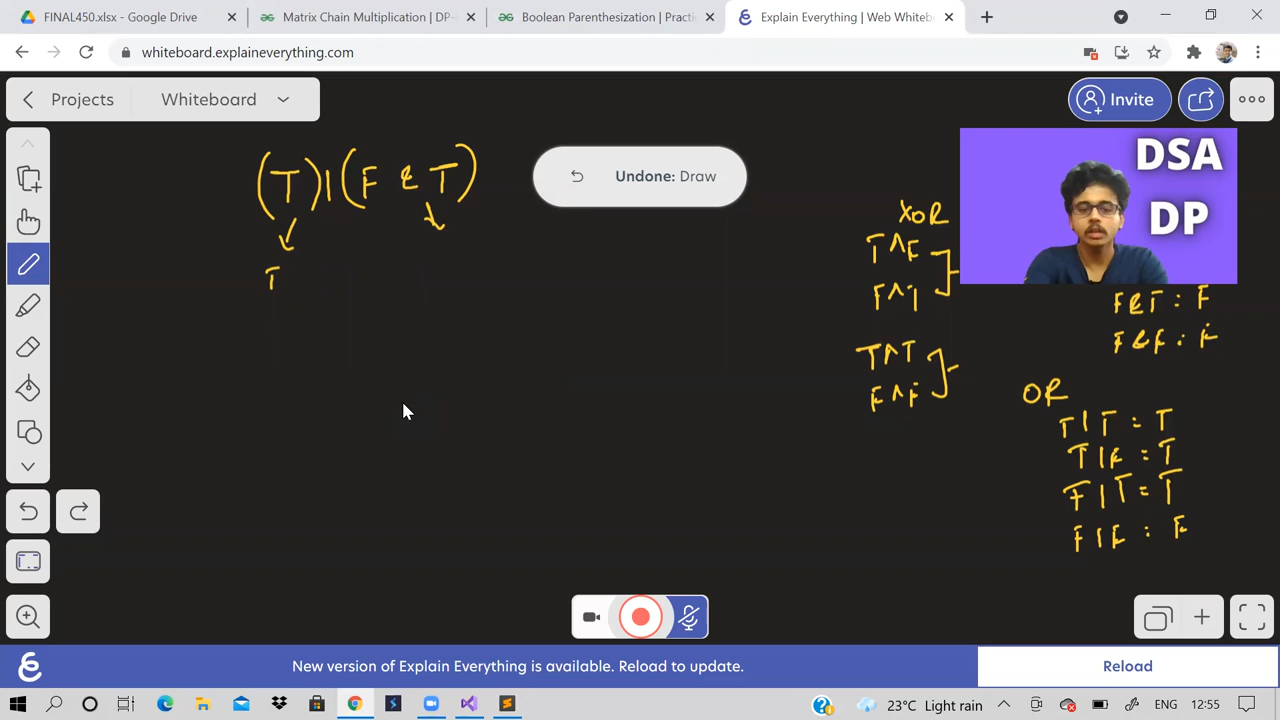 FINAL450.xlsx - Google Drive
Matrix Chain Multiplication | DP-
Boolean Parenthesization | Practi
Explain Everything | Web Whitebo
whiteboard.explaineverything.com
Projects
Whiteboard
Invite
(T)|(F & T)
T
Undone: Draw
DSA
DP
XOR
T^F
F^T
T^T
F^F
F&T : F
F&F : F
OR
T|T = T
T|F = T
F|T = T
F|F : F
New version of Explain Everything is available. Reload to update.
Reload
23°C Light rain
ENG
12:55